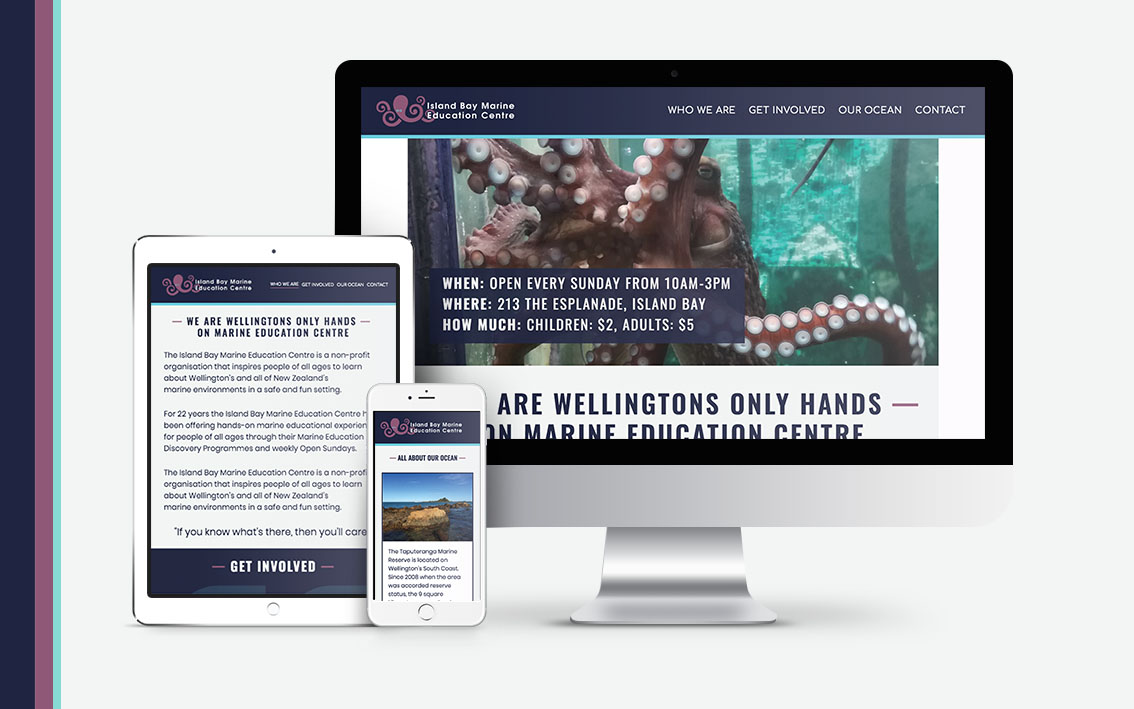 Island Bay Marine
Education Centre
WHO WE ARE GET INVOLVED OUR OCEAN CONTACT
WHEN: OPEN EVERY SUNDAY FROM 10AM-3PM
WHERE: 213 THE ESPLANADE, ISLAND BAY
HOW MUCH: CHILDREN: $2, ADULTS: $5
ARE WELLINGTONS ONLY HANDS —
ON MARINE EDUCATION CENTRE
Island Bay Marine
Education Centre
WHO WE ARE GET INVOLVED OUR OCEAN CONTACT
— WE ARE WELLINGTONS ONLY HANDS —
ON MARINE EDUCATION CENTRE
The Island Bay Marine Education Centre is a non-profit
organisation that inspires people of all ages to learn
about Wellington's and all of New Zealand's
marine environments in a safe and fun setting.
For 22 years the Island Bay Marine Education Centre
been offering hands-on marine educational
for people of all ages through their Marine Education
Discovery Programmes and weekly Open Sundays.
The Island Bay Marine Education Centre is a
organisation that inspires people of all ages to learn
about Wellington's and all of New Zealand's
marine environments in a safe and fun setting.
"If you know what's there, then you'll care
— GET INVOLVED —
Island Bay Marine
Education Centre
— ALL ABOUT OUR OCEAN —
The Taputeranga Marine
Reserve is located on
Wellington's South Coast.
Since 2008 when the area
was accorded reserve
status, the 9 square